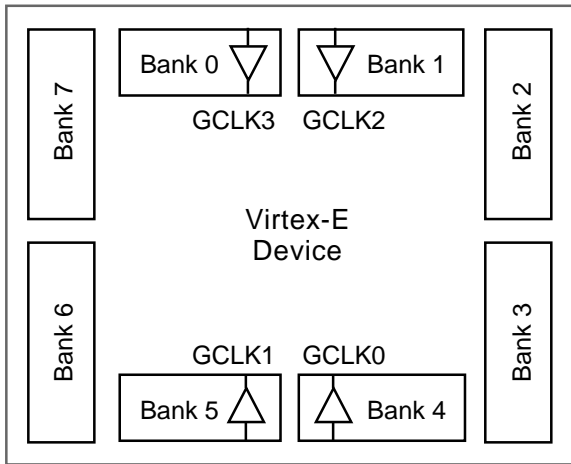 Bank 0
Bank 1
GCLK3
GCLK2
Bank 7
Bank 2
Virtex-E
Device
Bank 6
Bank 3
GCLK1
GCLK0
Bank 5
Bank 4